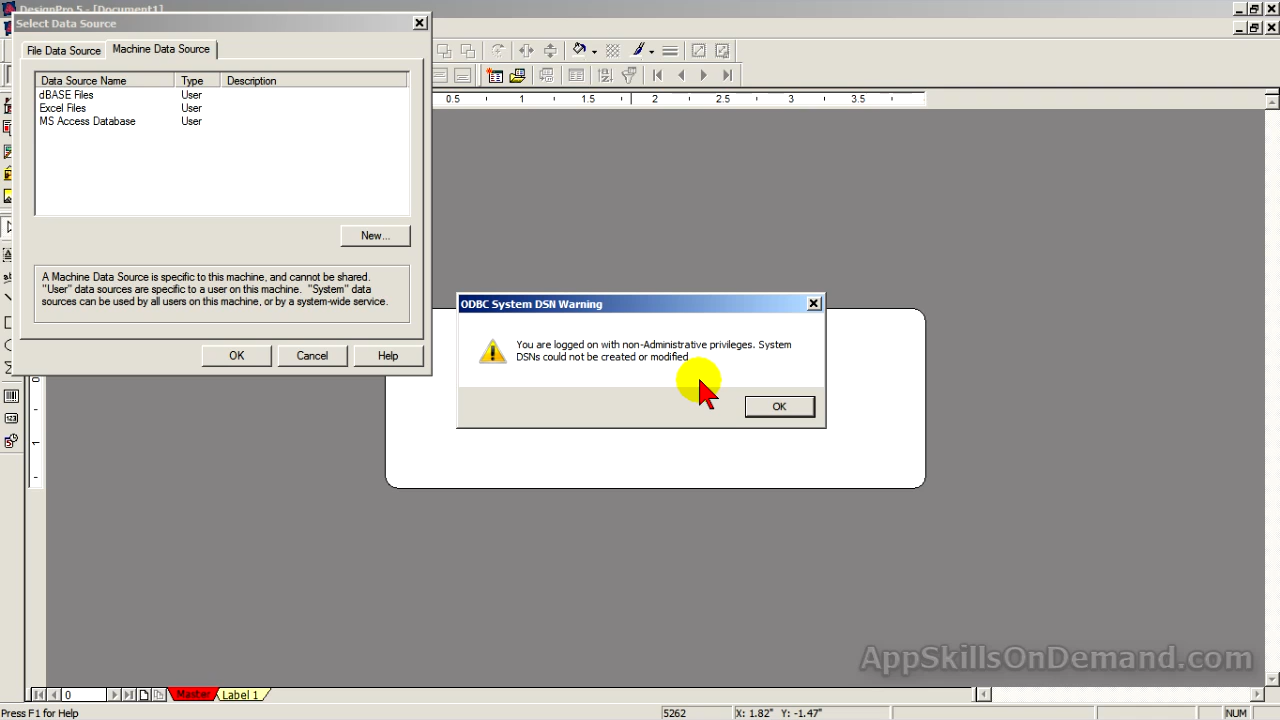 DesignPro 5 - [Document1]
Select Data Source
File Data Source
Machine Data Source
Data Source Name Type Description
dBASE Files User
Excel Files User
MS Access Database User
New...
A Machine Data Source is specific to this machine, and cannot be shared.
"User" data sources are specific to a user on this machine. "System" data
sources can be used by all users on this machine, or by a system-wide service.
OK Cancel Help
0.5 1 1.5 2 2.5 3 3.5
ODBC System DSN Warning
You are logged on with non-Administrative privileges. System
DSNs could not be created or modified
OK
0
1
AppSkillsOnDemand.com
0 Master Label 1
Press F1 for Help 5262 X: 1.82" Y: -1.47" NUM